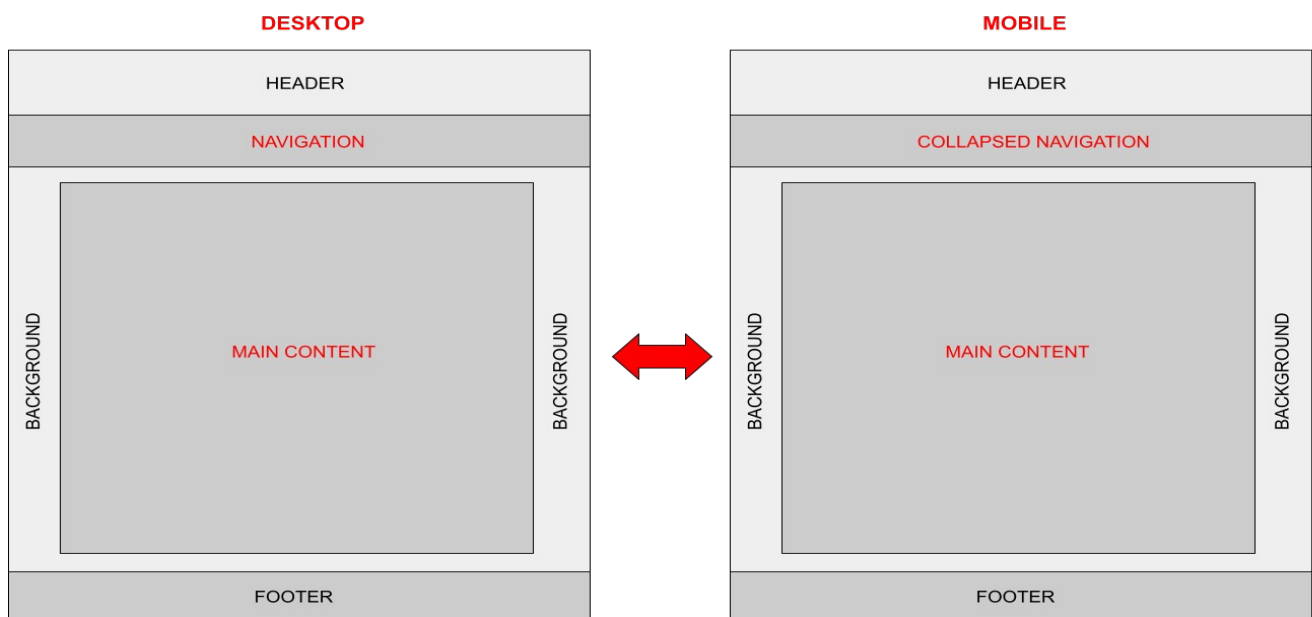 DESKTOP
HEADER
NAVIGATION
BACKGROUND
MAIN CONTENT
BACKGROUND
FOOTER
MOBILE
HEADER
COLLAPSED NAVIGATION
BACKGROUND
MAIN CONTENT
BACKGROUND
FOOTER